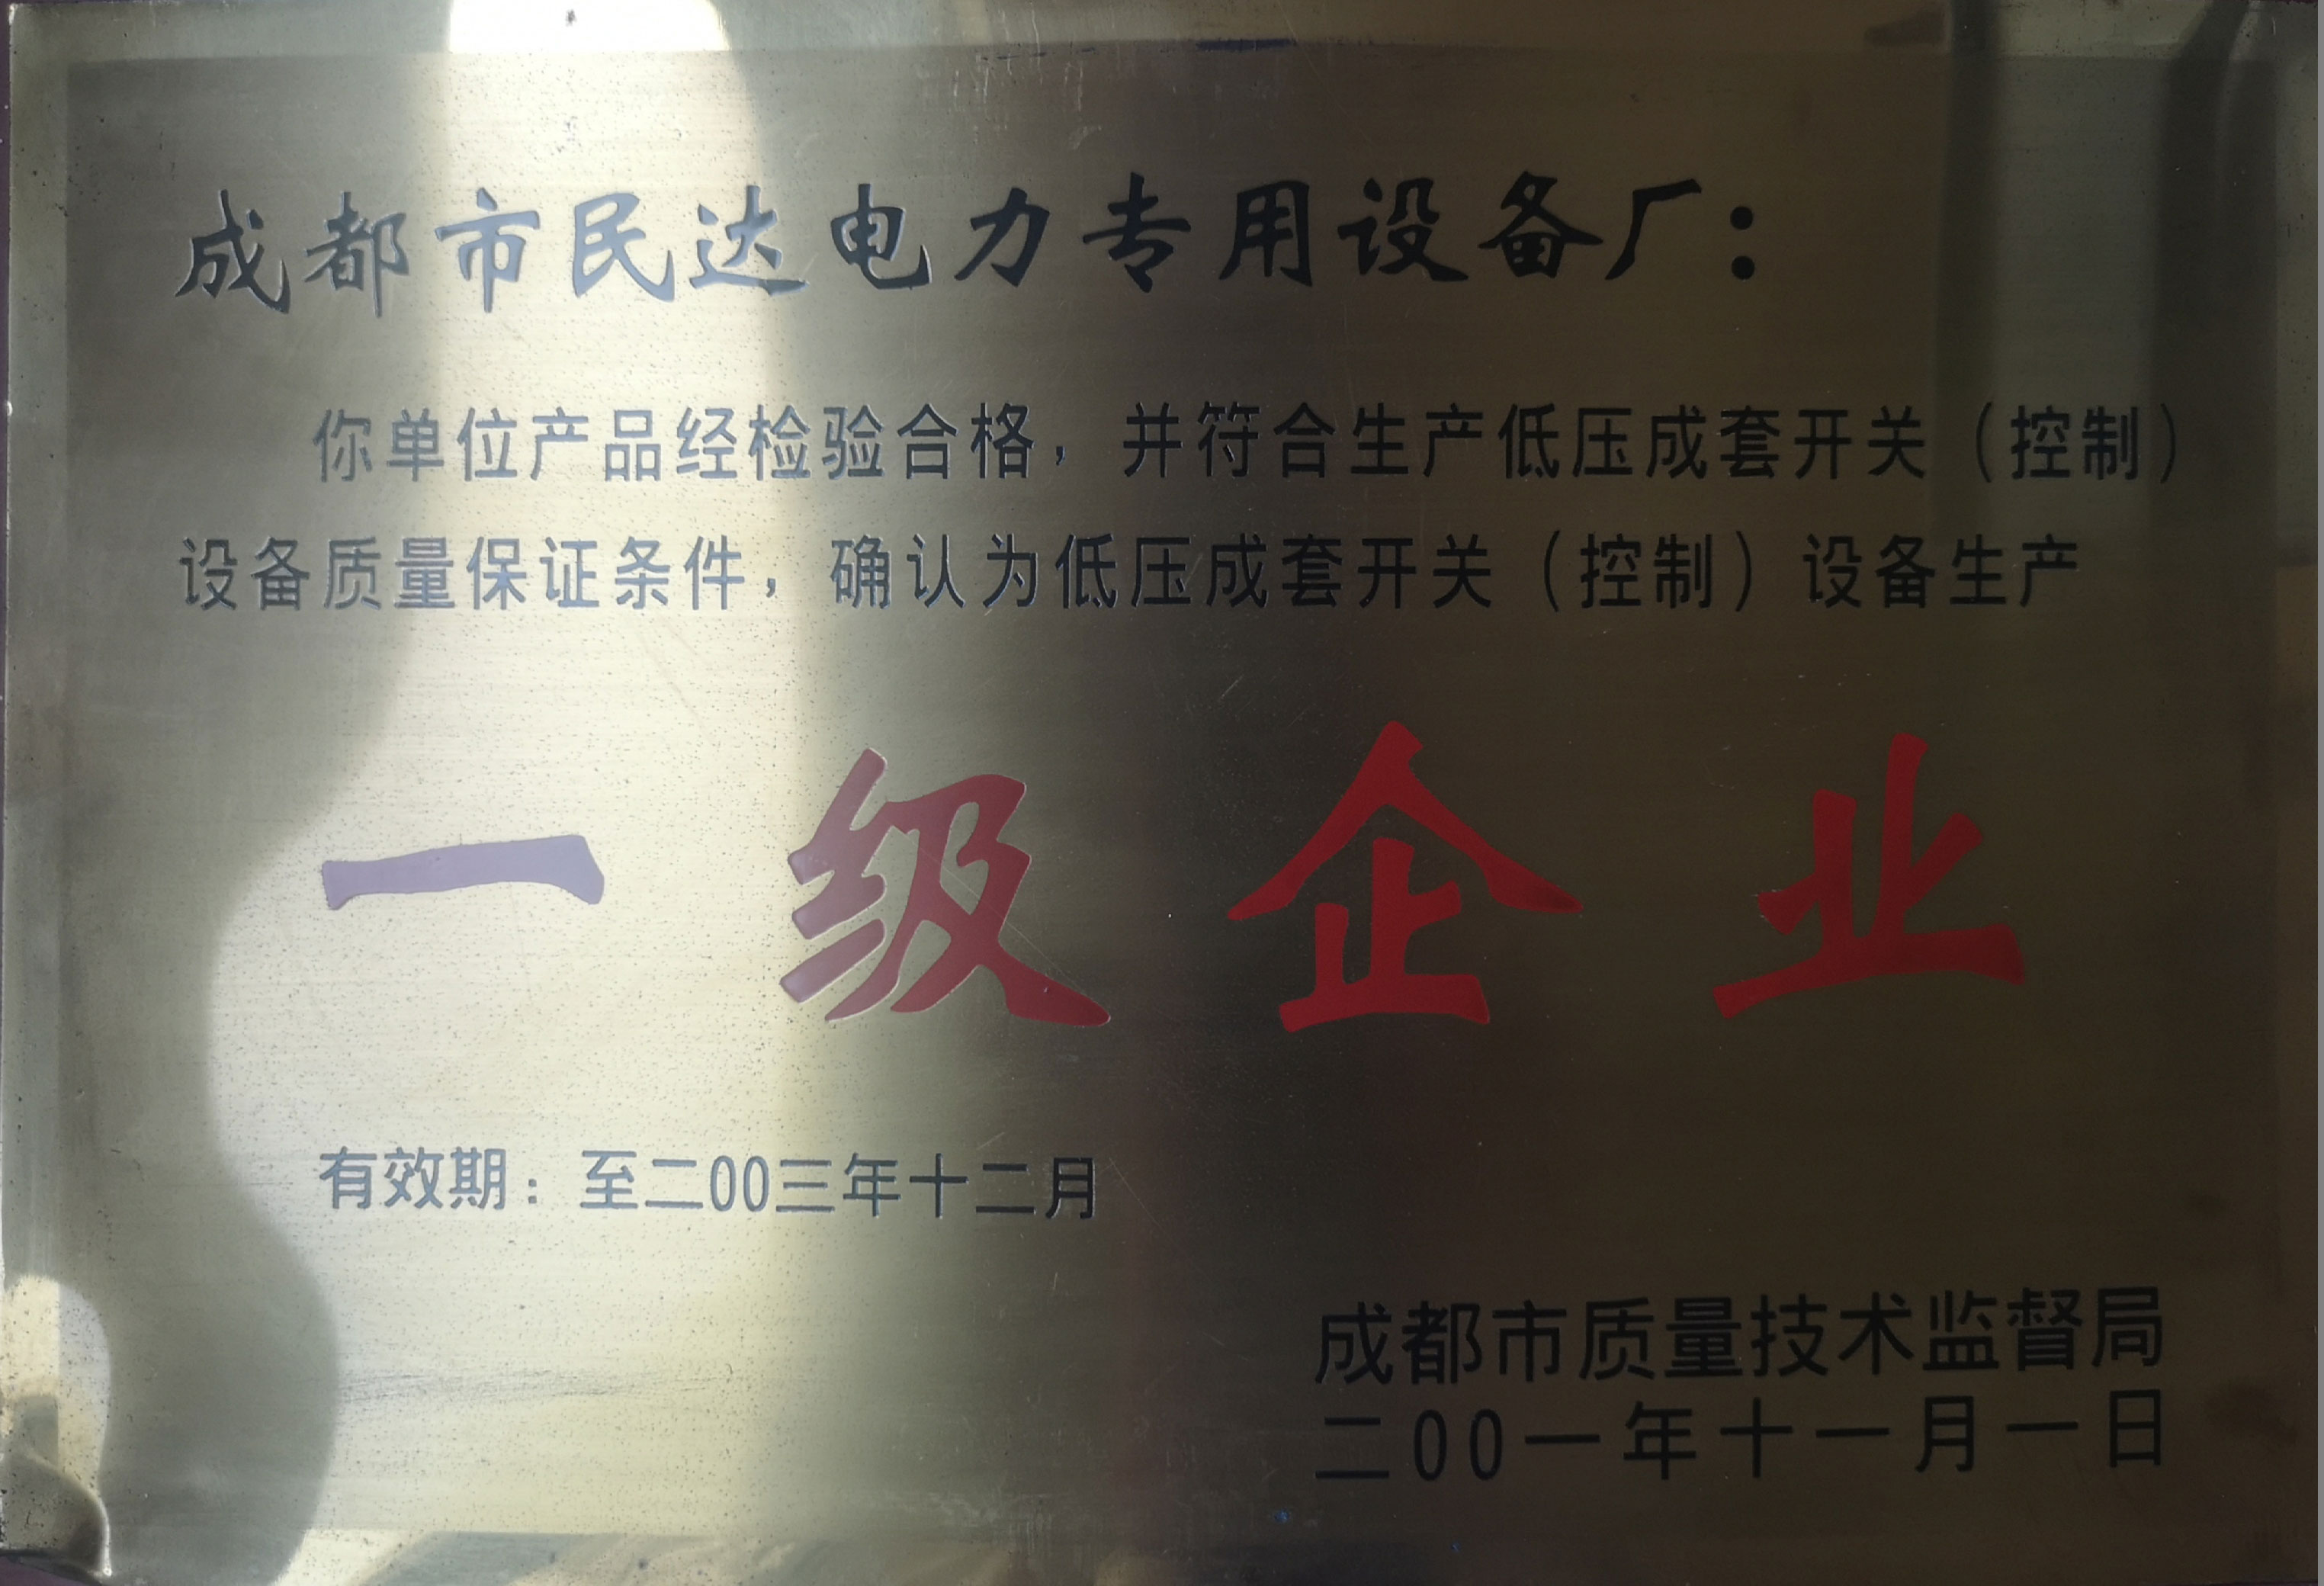 成都市民达电力专用设备厂：
你单位产品经检验合格，并符合生产低压成套开关（控制）
设备质量保证条件，确认为低压成套开关（控制）设备生产
一级企业
有效期：至二00三年十二月
成都市质量技术监督局
二00一年十一月一日